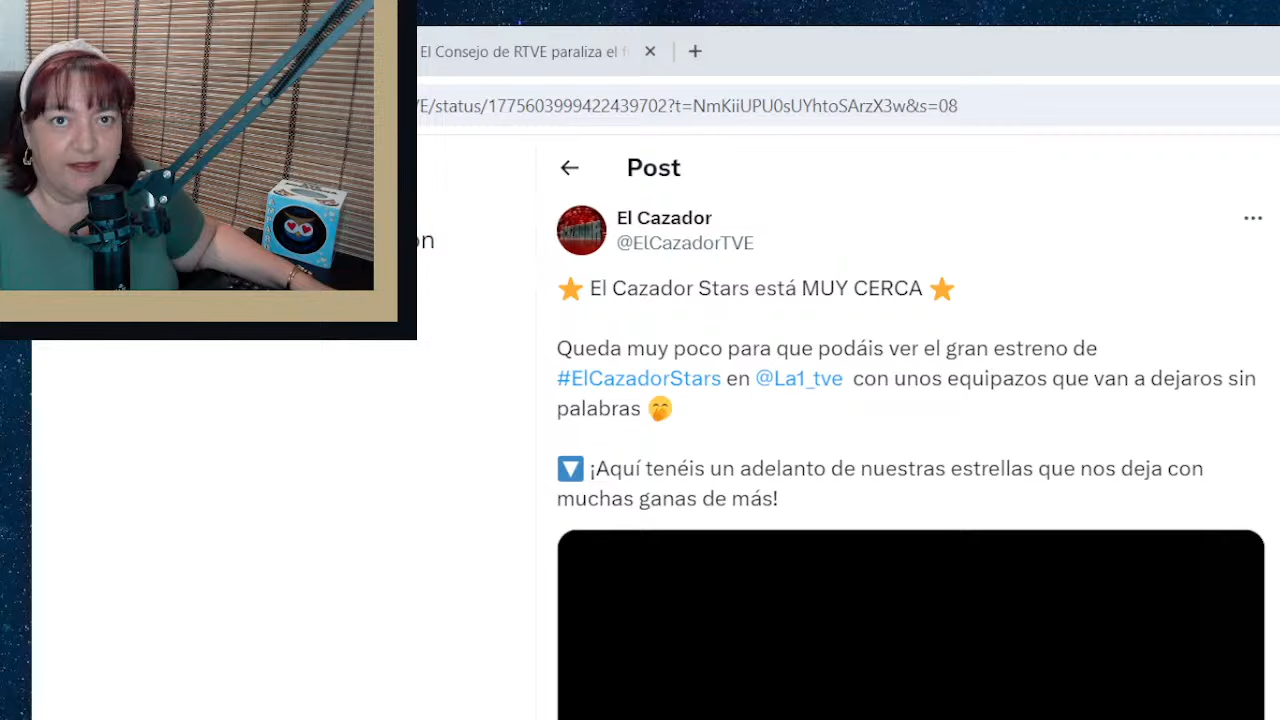 El Consejo de RTVE paraliza el f
E/status/1775603999422439702?t=NmKiiUPU0sUYhtoSArzX3w&s=08
Post
El Cazador
@ElCazadorTVE
on
⭐ El Cazador Stars está MUY CERCA ⭐
Queda muy poco para que podáis ver el gran estreno de
#ElCazadorStars en @La1_tve con unos equipazos que van a dejaros sin
palabras 🤭
🔽 ¡Aquí tenéis un adelanto de nuestras estrellas que nos deja con
muchas ganas de más!